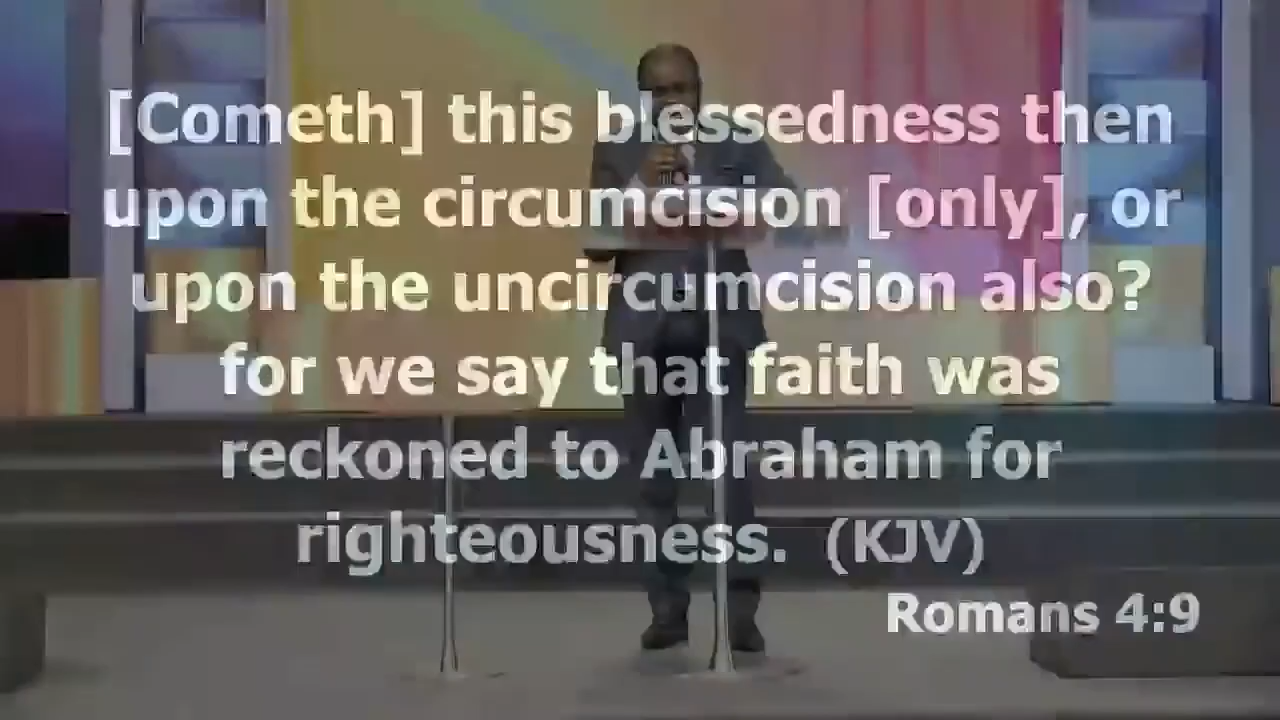 [Cometh] this blessedness then
upon the circumcision [only], or
upon the uncircumcision also?
for we say that faith was
reckoned to Abraham for
righteousness. (KJV)
Romans 4:9